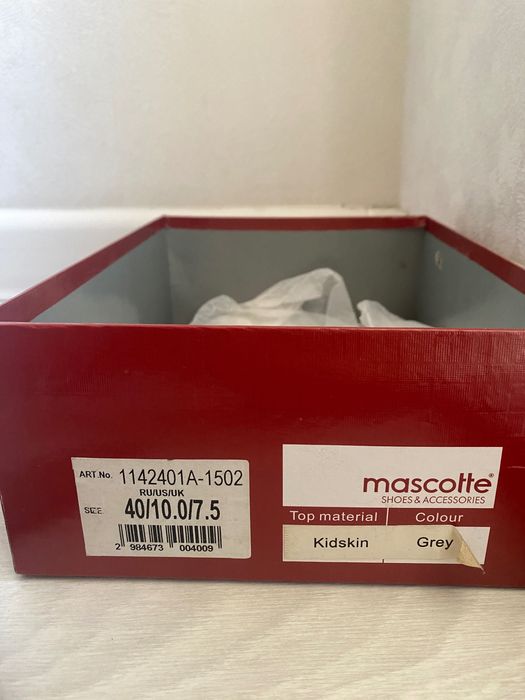 ART.No. 1142401A-1502
RU/US/UK
SIZE 40/10.0/7.5
2 984673 004009
mascotte®
SHOES & ACCESSORIES
Top material Colour
Kidskin Grey